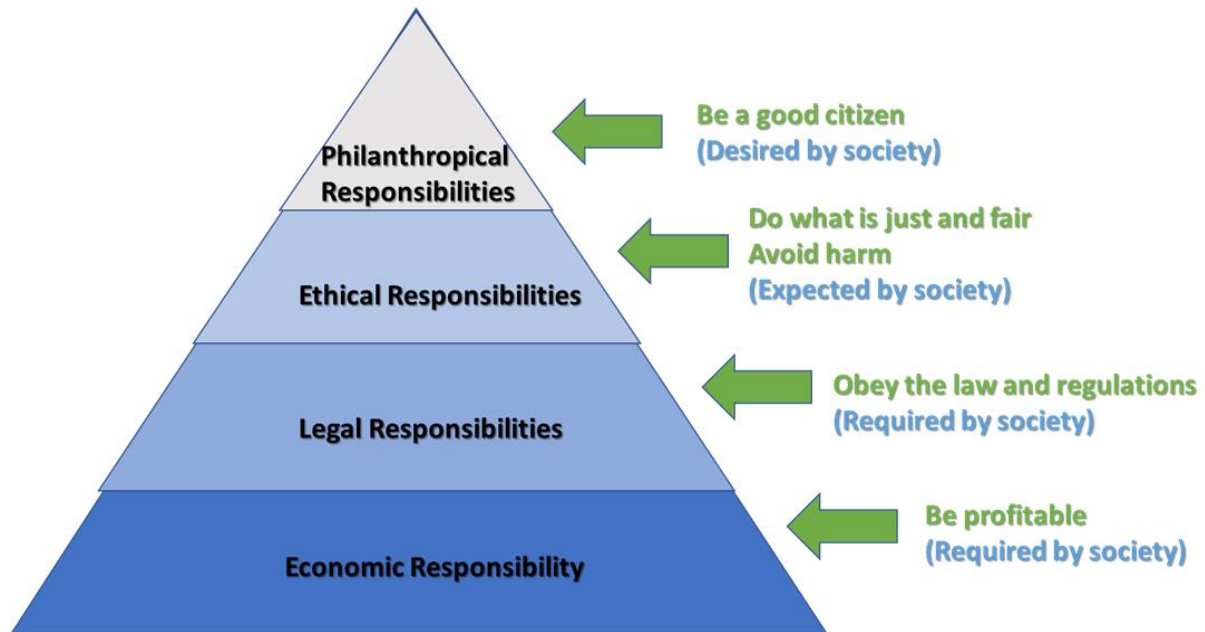 Philanthropical
Responsibilities
Be a good citizen
(Desired by society)
Ethical Responsibilities
Do what is just and fair
Avoid harm
(Expected by society)
Legal Responsibilities
Obey the law and regulations
(Required by society)
Economic Responsibility
Be profitable
(Required by society)